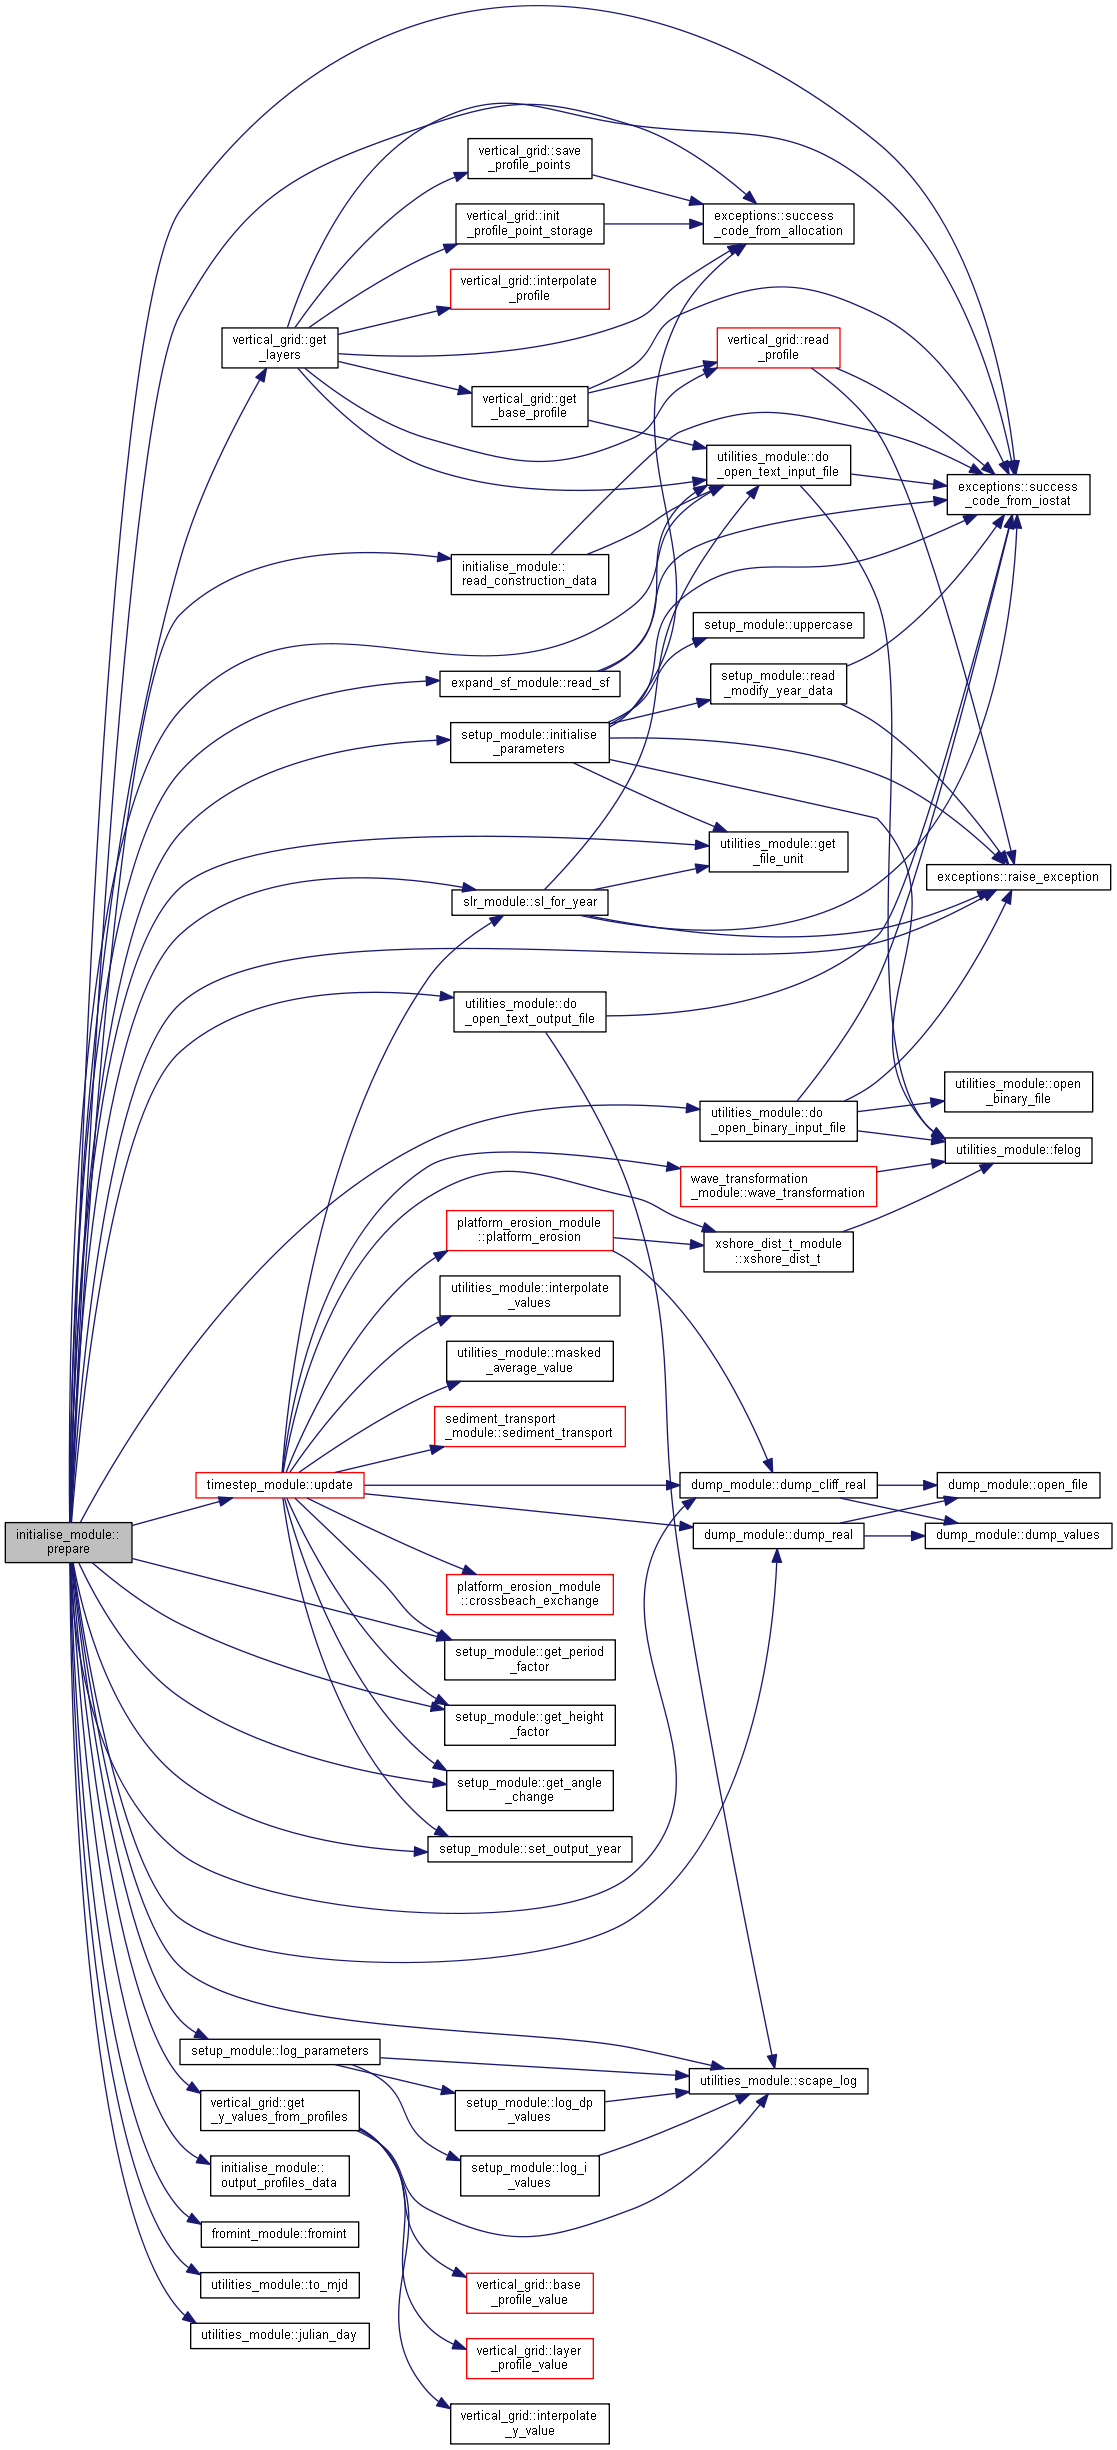 vertical_grid::save
_profile_points
vertical_grid::init
_profile_point_storage
exceptions::success
_code_from_allocation
vertical_grid::interpolate
_profile
vertical_grid::get
_layers
vertical_grid::read
_profile
vertical_grid::get
_base_profile
utilities_module::do
_open_text_input_file
exceptions::success
_code_from_iostat
initialise_module::
read_construction_data
setup_module::uppercase
expand_sf_module::read_sf
setup_module::read
_modify_year_data
setup_module::initialise
_parameters
utilities_module::get
_file_unit
exceptions::raise_exception
slr_module::sl_for_year
utilities_module::do
_open_text_output_file
utilities_module::open
_binary_file
utilities_module::do
_open_binary_input_file
utilities_module::felog
wave_transformation
_module::wave_transformation
platform_erosion_module
::platform_erosion
xshore_dist_t_module
::xshore_dist_t
utilities_module::interpolate
_values
utilities_module::masked
_average_value
sediment_transport
_module::sediment_transport
timestep_module::update
dump_module::dump_cliff_real
dump_module::open_file
initialise_module::
prepare
dump_module::dump_real
dump_module::dump_values
platform_erosion_module
::crossbeach_exchange
setup_module::get_period
_factor
setup_module::get_height
_factor
setup_module::get_angle
_change
setup_module::set_output_year
setup_module::log_parameters
utilities_module::scape_log
vertical_grid::get
_y_values_from_profiles
setup_module::log_dp
_values
initialise_module::
output_profiles_data
setup_module::log_i
_values
fromint_module::fromint
utilities_module::to_mjd
vertical_grid::base
_profile_value
utilities_module::julian_day
vertical_grid::layer
_profile_value
vertical_grid::interpolate
_y_value